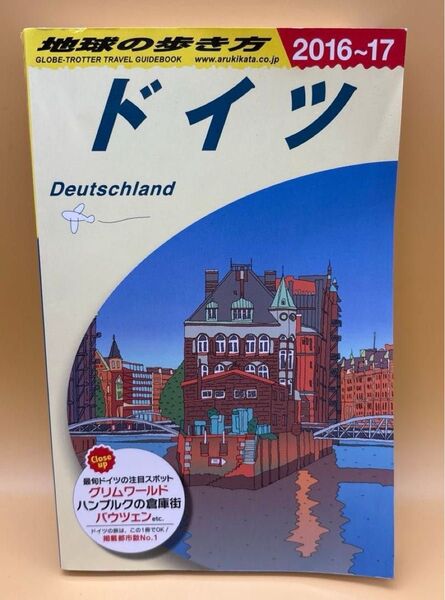 地球の歩き方
2016~17
GLOBE-TROTTER TRAVEL GUIDEBOOK
www.arukikata.co.jp
ドイツ
Deutschland
Close up
最旬ドイツの注目スポット
グリムワールド
ハンブルクの倉庫街
バウツェン etc.
ドイツの旅は、この1冊でOK!
掲載都市数No.1